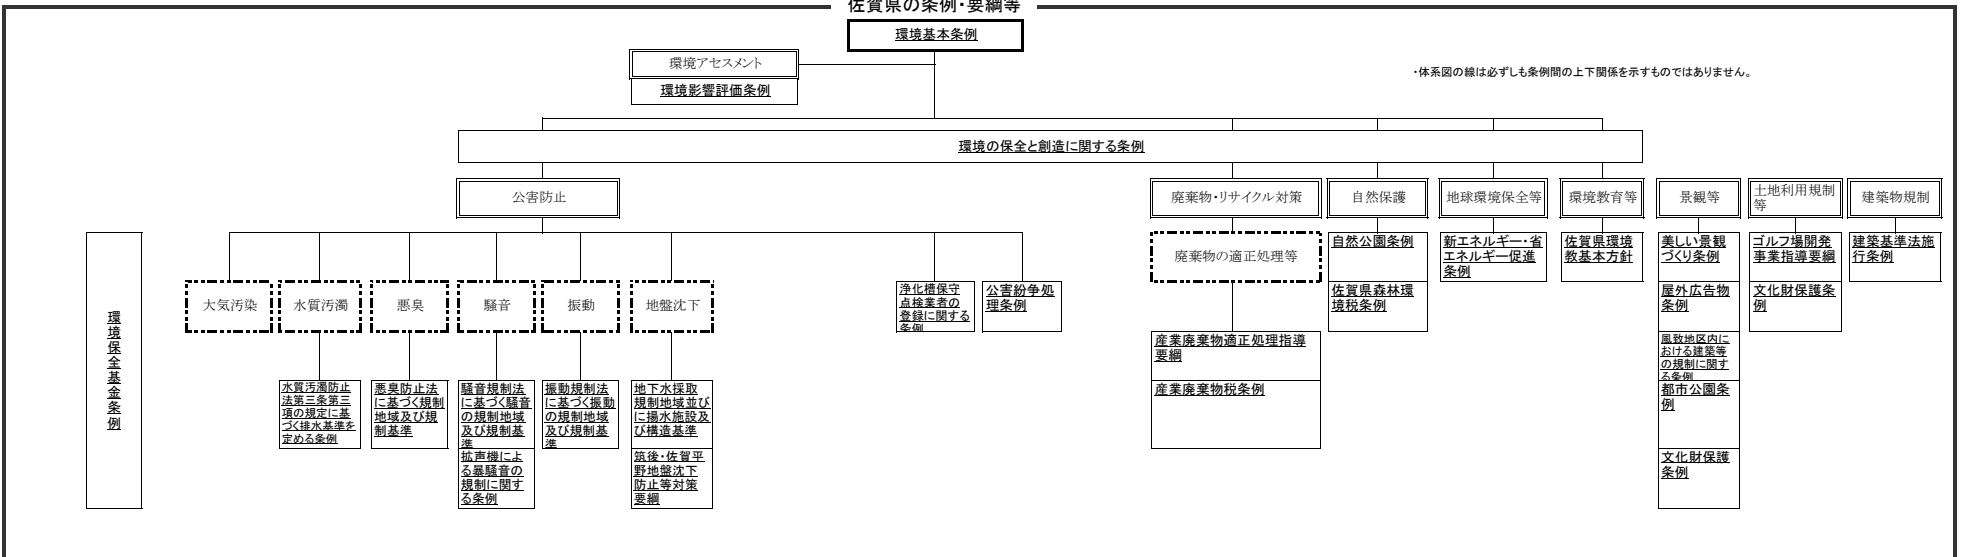 佐賀県の条例・要綱等
環境基本条例
環境アセスメント
環境影響評価条例
・体系図の線は必ずしも条例間の上下関係を示すものではありません。
環境の保全と創造に関する条例
公害防止
廃棄物・リサイクル対策
自然保護
地球環境保全等
環境教育等
景観等
土地利用規制
等
建築物規制
環境保全基金条例
大気汚染
水質汚濁
悪臭
騒音
振動
地盤沈下
水質汚濁防止
法第三条第三
項の規定に基
づく排水基準を
定める条例
悪臭防止法
に基づく規制
地域及び規
制基準
騒音規制法
に基づく騒音
の規制地域
及び規制基
準
拡声機によ
る暴騒音の
規制に関す
る条例
振動規制法
に基づく振動
の規制地域
及び規制基
準
地下水採取
規制地域並び
に揚水施設及
び構造基準
筑後・佐賀平
野地盤沈下
防止等対策
要綱
浄化槽保守
点検業者の
登録に関する
条例
公害紛争処
理条例
廃棄物の適正処理等
産業廃棄物適正処理指導
要綱
産業廃棄物税条例
自然公園条例
佐賀県森林環
境税条例
新エネルギー・省
エネルギー促進
条例
佐賀県環境
教基本方針
美しい景観
づくり条例
屋外広告物
条例
風致地区内に
おける建築等
の規制に関す
る条例
都市公園条
例
文化財保護
条例
ゴルフ場開発
事業指導要綱
文化財保護条
例
建築基準法施
行条例